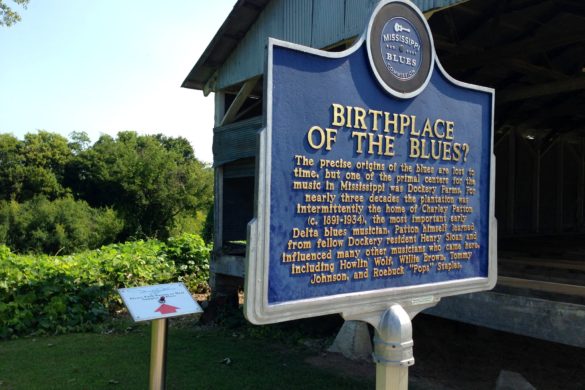 MISSISSIPPI
BLUES
COMMISSION
BIRTHPLACE
OF THE BLUES?
The precise origins of the blues are lost to
time, but one of the primal centers for the
music in Mississippi was Dockery Farms. For
nearly three decades the plantation was
intermittently the home of Charley Patton
(c. 1891-1934), the most important early
Delta blues musician. Patton himself learned
from fellow Dockery resident Henry Sloan and
influenced many other musicians who came here,
including Howlin' Wolf, Willie Brown, Tommy
Johnson, and Roebuck "Pops" Staples.